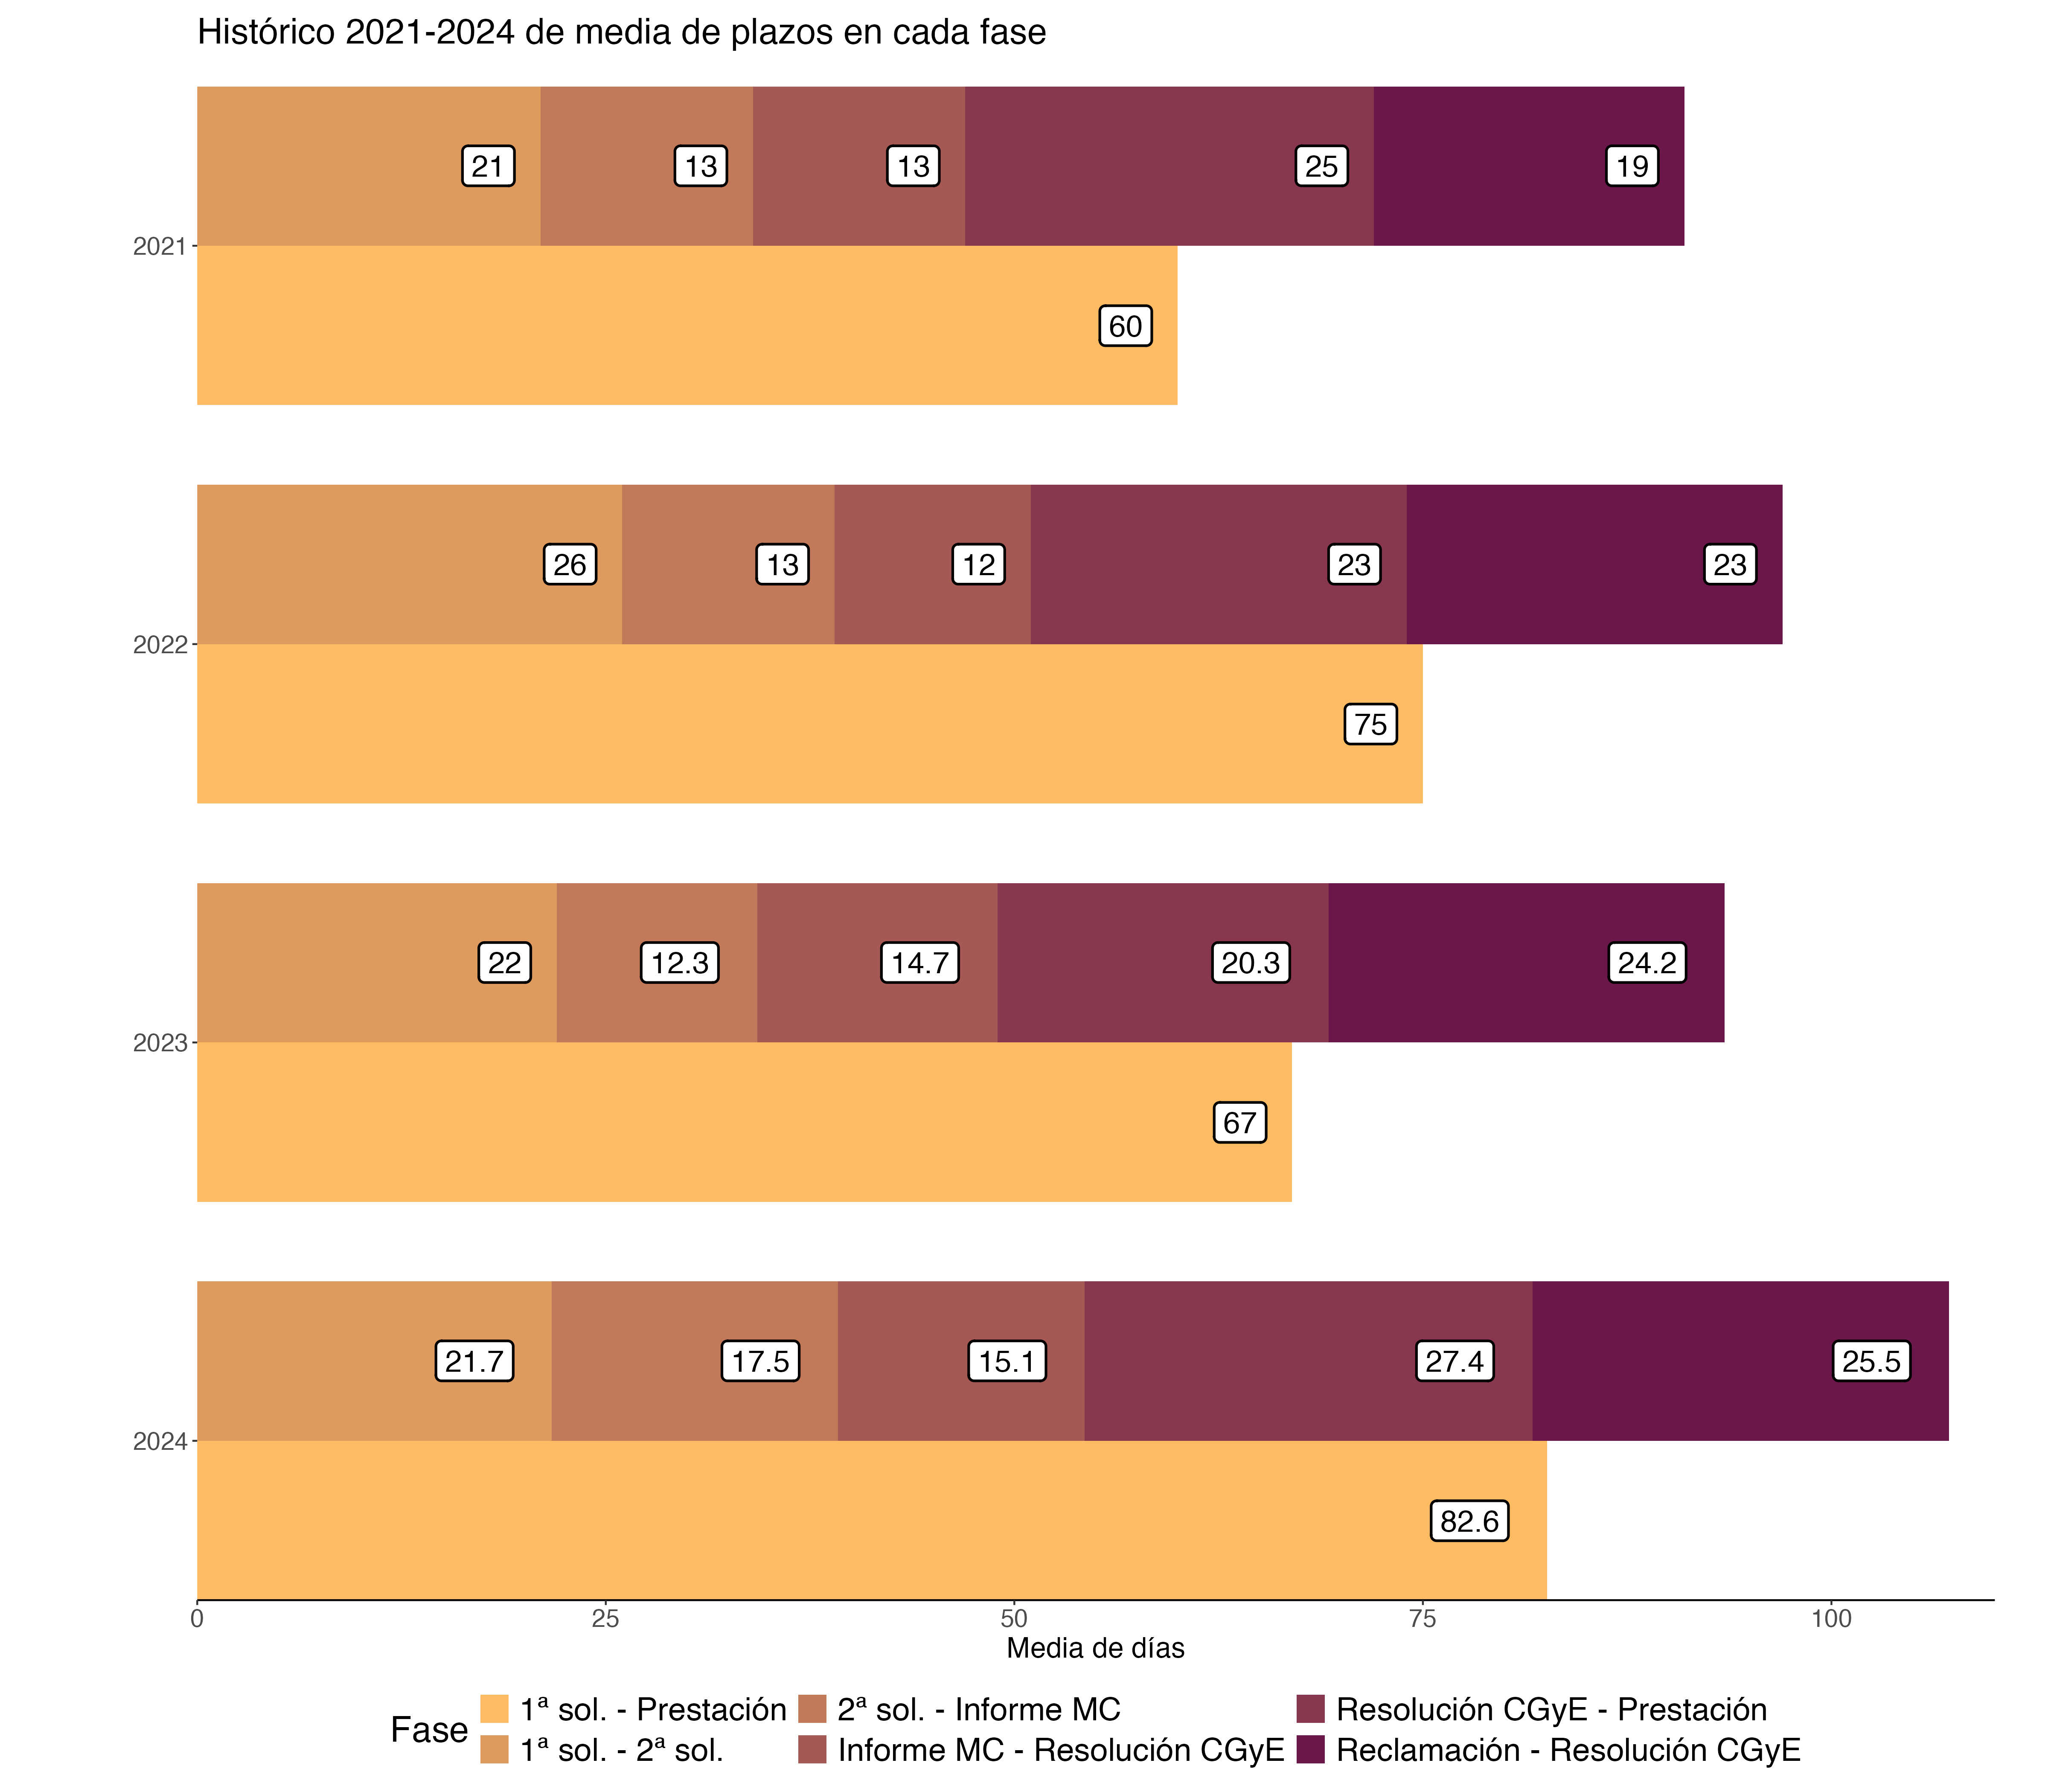 Histórico 2021-2024 de media de plazos en cada fase
21 13 13 25 19
2021
60
26 13 12 23 23
2022
75
22 12.3 14.7 20.3 24.2
2023
67
21.7 17.5 15.1 27.4 25.5
2024
82.6
0 25 50 75 100
Media de días
Fase
1ª sol. - Prestación 2ª sol. - Informe MC Resolución CGyE - Prestación
1ª sol. - 2ª sol. Informe MC - Resolución CGyE Reclamación - Resolución CGyE